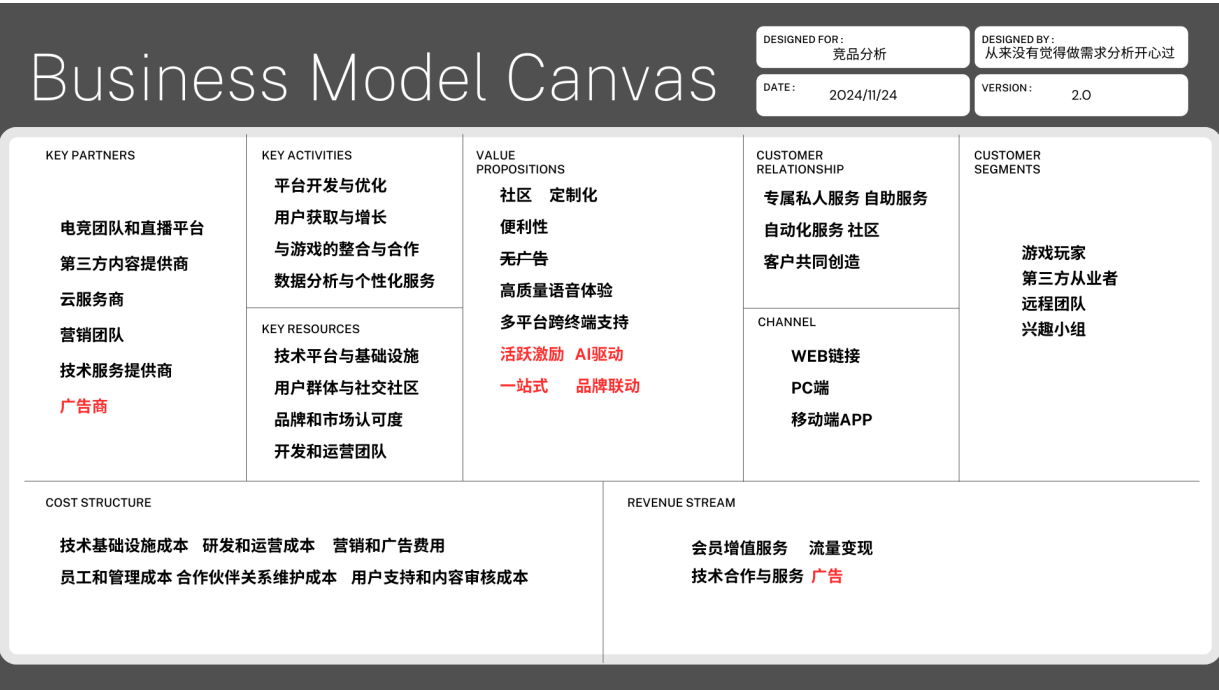 Business Model Canvas
DESIGNED FOR :
竞品分析
DESIGNED BY :
从来没有觉得做需求分析开心过
DATE :
2024/11/24
VERSION :
2.0
KEY PARTNERS
电竞团队和直播平台
第三方内容提供商
云服务商
营销团队
技术服务提供商
广告商
KEY ACTIVITIES
平台开发与优化
用户获取与增长
与游戏的整合与合作
数据分析与个性化服务
KEY RESOURCES
技术平台与基础设施
用户群体与社交社区
品牌和市场认可度
开发和运营团队
VALUE
PROPOSITIONS
社区 定制化
便利性
无广告
高质量语音体验
多平台跨终端支持
活跃激励 AI驱动
一站式 品牌联动
CUSTOMER
RELATIONSHIP
专属私人服务 自助服务
自动化服务 社区
客户共同创造
CHANNEL
WEB链接
PC端
移动端APP
CUSTOMER
SEGMENTS
游戏玩家
第三方从业者
远程团队
兴趣小组
COST STRUCTURE
技术基础设施成本 研发和运营成本 营销和广告费用
员工和管理成本 合作伙伴关系维护成本 用户支持和内容审核成本
REVENUE STREAM
会员增值服务 流量变现
技术合作与服务 广告